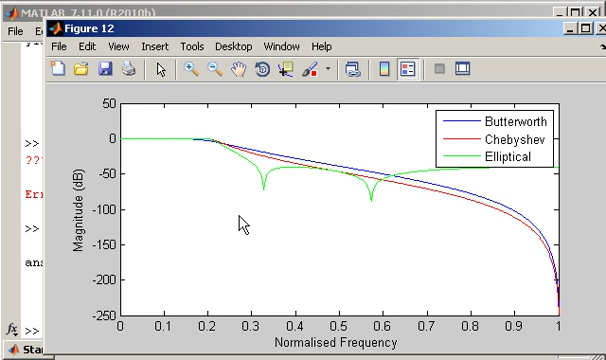 MATLAB 7.11.0 (R2010b)
Figure 12
File
File Edit View Insert Tools Desktop Window Help
>>
???
Err
>>
ans
fx >>
Star
50
0
-50
-100
-150
-200
-250
Magnitude (dB)
Butterworth
Chebyshev
Elliptical
0 0.1 0.2 0.3 0.4 0.5 0.6 0.7 0.8 0.9 1
Normalised Frequency